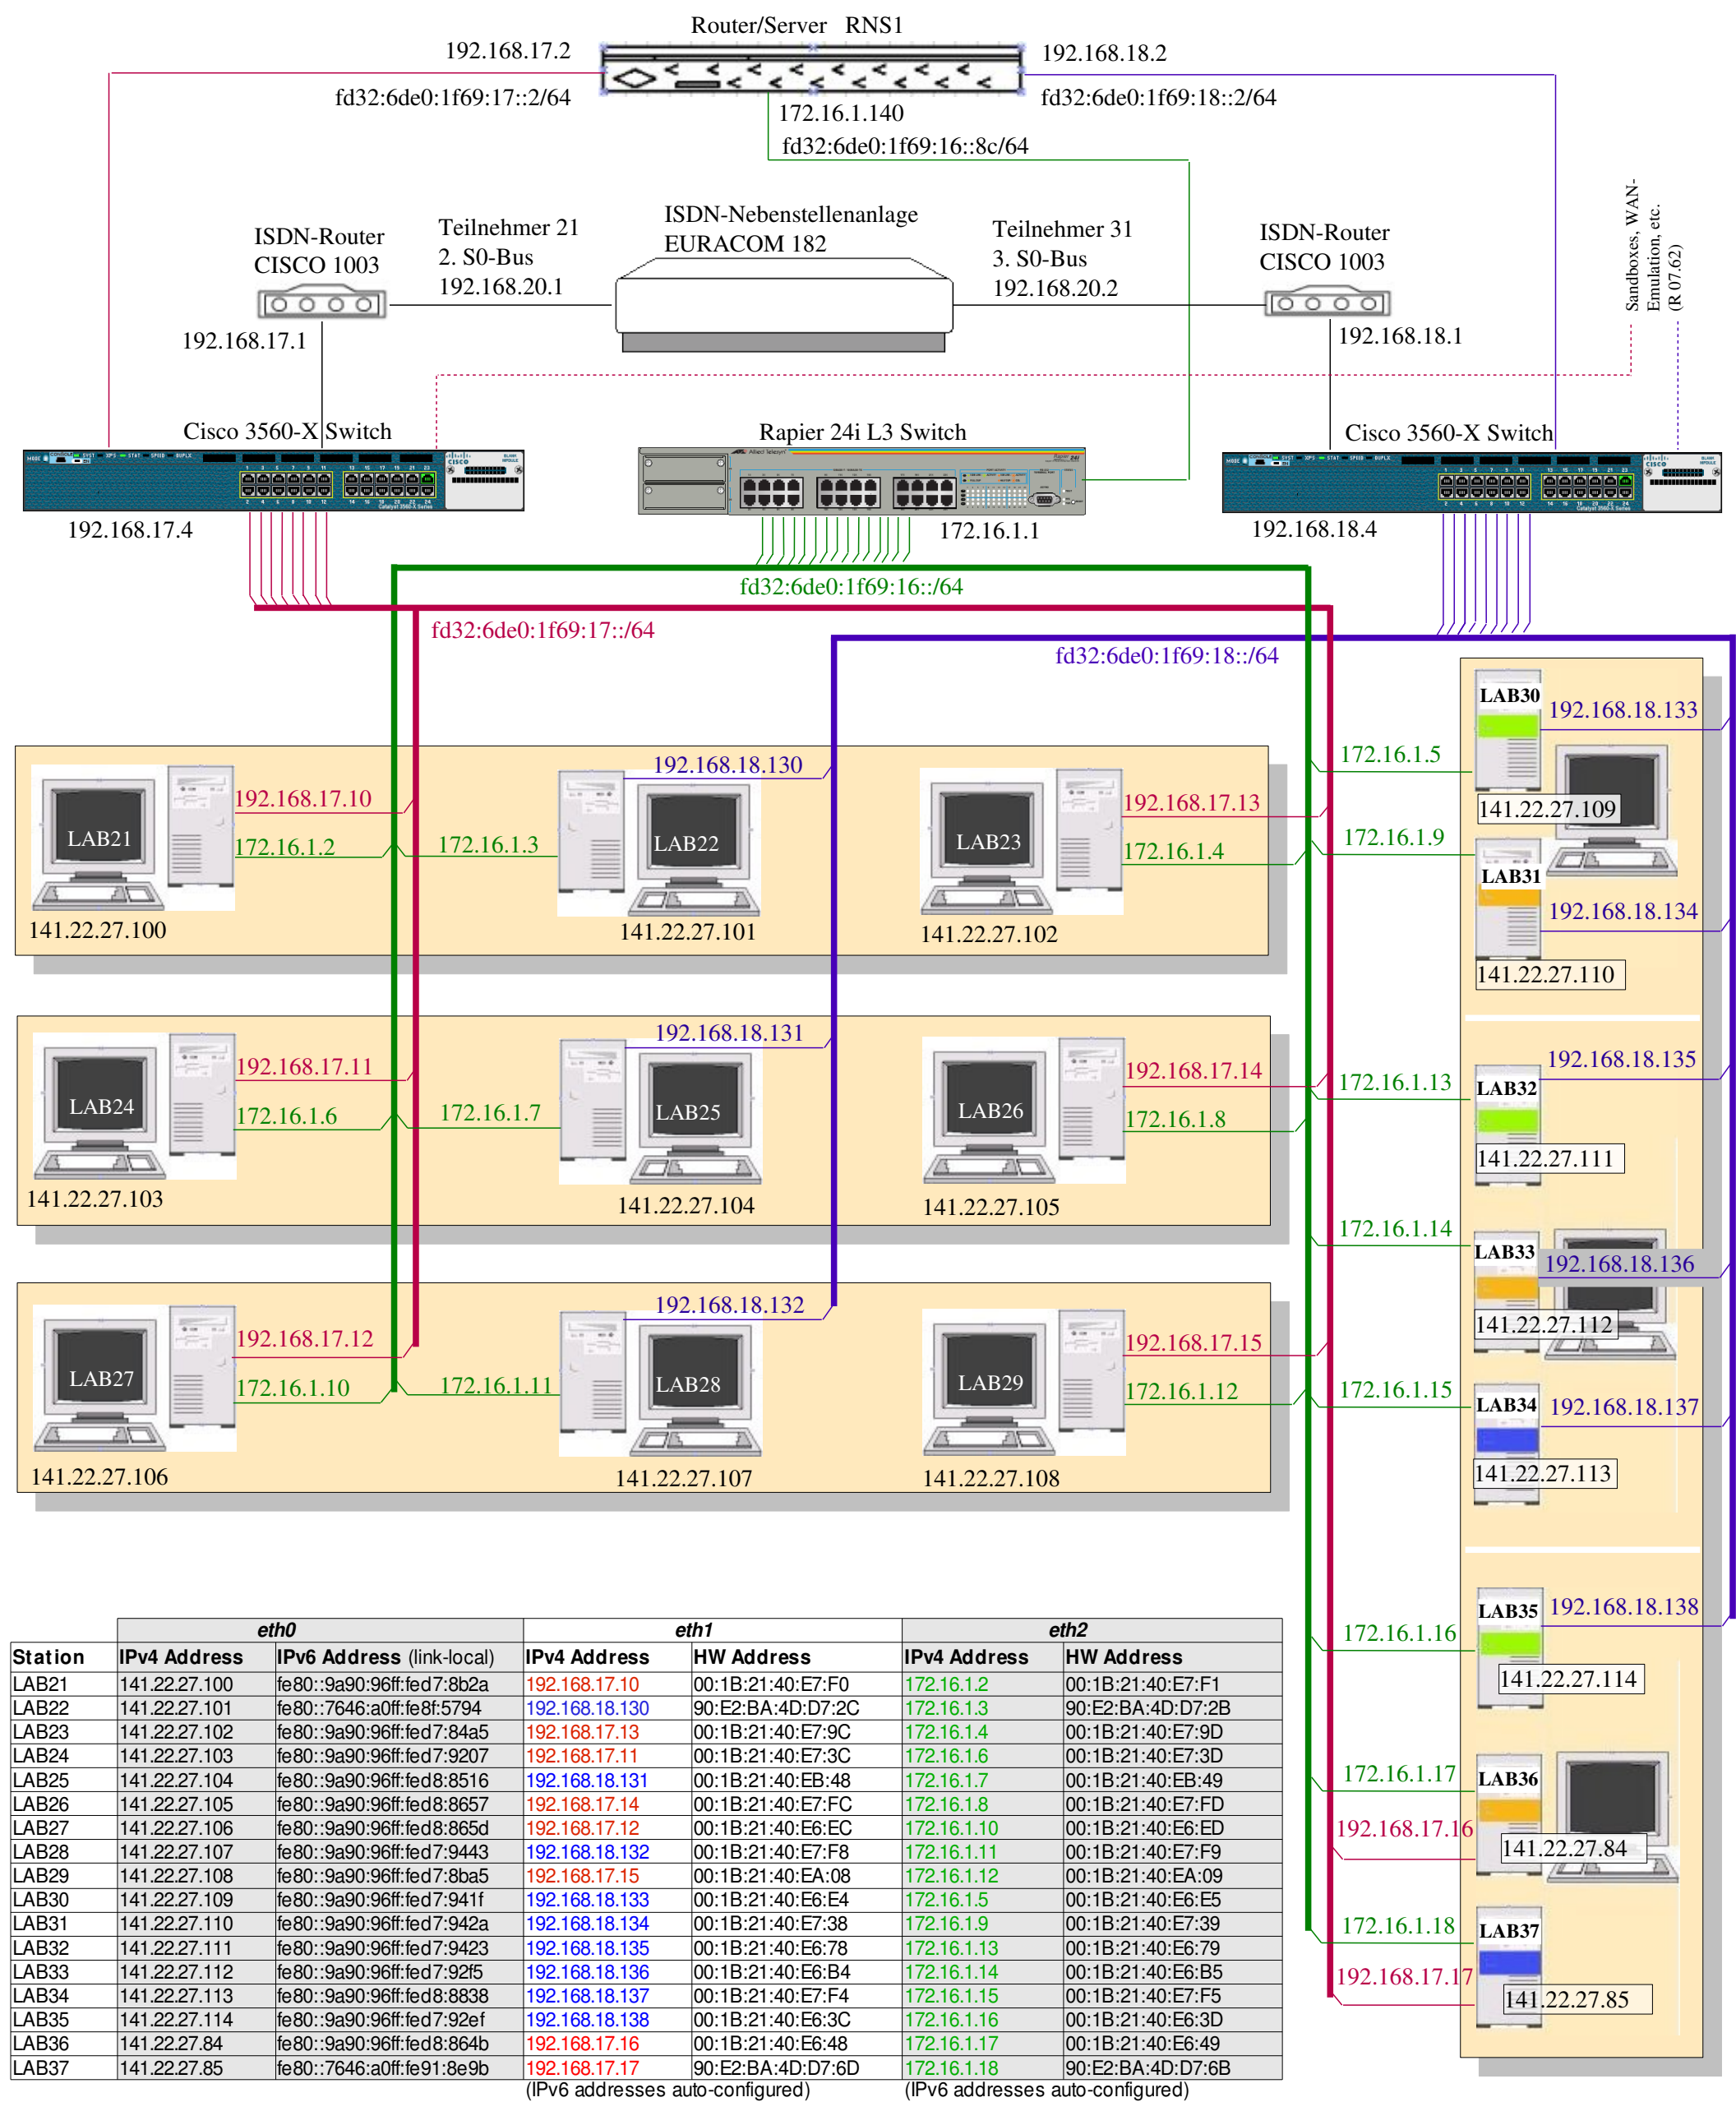 Router/Server RNS1
192.168.17.2
192.168.18.2
fd32:6de0:1f69:17::2/64
fd32:6de0:1f69:18::2/64
172.16.1.140
fd32:6de0:1f69:16::8c/64
ISDN-Router
CISCO 1003
Teilnehmer 21
2. S0-Bus
192.168.20.1
ISDN-Nebenstellenanlage
EURACOM 182
Teilnehmer 31
3. S0-Bus
192.168.20.2
ISDN-Router
CISCO 1003
Sandboxes, WAN-
Emulation, etc.
(R 07.62)
192.168.17.1
192.168.18.1
Cisco 3560-X Switch
Rapier 24i L3 Switch
Cisco 3560-X Switch
192.168.17.4
172.16.1.1
192.168.18.4
fd32:6de0:1f69:16::/64
fd32:6de0:1f69:17::/64
fd32:6de0:1f69:18::/64
LAB30
192.168.18.133
172.16.1.5
141.22.27.109
LAB21
192.168.17.10
172.16.1.2
141.22.27.100
192.168.18.130
172.16.1.3
LAB22
141.22.27.101
LAB23
192.168.17.13
172.16.1.4
141.22.27.102
172.16.1.9
LAB31
192.168.18.134
141.22.27.110
LAB24
192.168.17.11
172.16.1.6
141.22.27.103
192.168.18.131
172.16.1.7
LAB25
141.22.27.104
LAB26
192.168.17.14
172.16.1.8
141.22.27.105
192.168.18.135
172.16.1.13
LAB32
141.22.27.111
172.16.1.14
LAB33
192.168.18.136
141.22.27.112
LAB27
192.168.17.12
172.16.1.10
141.22.27.106
192.168.18.132
172.16.1.11
LAB28
141.22.27.107
LAB29
192.168.17.15
172.16.1.12
141.22.27.108
172.16.1.15
LAB34
192.168.18.137
141.22.27.113
LAB35
192.168.18.138
172.16.1.16
141.22.27.114
172.16.1.17
LAB36
192.168.17.16
141.22.27.84
172.16.1.18
LAB37
192.168.17.17
141.22.27.85
eth0 eth1 eth2
Station IPv4 Address IPv6 Address (link-local) IPv4 Address HW Address IPv4 Address HW Address
LAB21 141.22.27.100 fe80::9a90:96ff:fed7:8b2a 192.168.17.10 00:1B:21:40:E7:F0 172.16.1.2 00:1B:21:40:E7:F1
LAB22 141.22.27.101 fe80::7646:a0ff:fe8f:5794 192.168.18.130 90:E2:BA:4D:D7:2C 172.16.1.3 90:E2:BA:4D:D7:2B
LAB23 141.22.27.102 fe80::9a90:96ff:fed7:84a5 192.168.17.13 00:1B:21:40:E7:9C 172.16.1.4 00:1B:21:40:E7:9D
LAB24 141.22.27.103 fe80::9a90:96ff:fed7:9207 192.168.17.11 00:1B:21:40:E7:3C 172.16.1.6 00:1B:21:40:E7:3D
LAB25 141.22.27.104 fe80::9a90:96ff:fed8:8516 192.168.18.131 00:1B:21:40:EB:48 172.16.1.7 00:1B:21:40:EB:49
LAB26 141.22.27.105 fe80::9a90:96ff:fed8:8657 192.168.17.14 00:1B:21:40:E7:FC 172.16.1.8 00:1B:21:40:E7:FD
LAB27 141.22.27.106 fe80::9a90:96ff:fed8:865d 192.168.17.12 00:1B:21:40:E6:EC 172.16.1.10 00:1B:21:40:E6:ED
LAB28 141.22.27.107 fe80::9a90:96ff:fed7:9443 192.168.18.132 00:1B:21:40:E7:F8 172.16.1.11 00:1B:21:40:E7:F9
LAB29 141.22.27.108 fe80::9a90:96ff:fed7:8ba5 192.168.17.15 00:1B:21:40:EA:08 172.16.1.12 00:1B:21:40:EA:09
LAB30 141.22.27.109 fe80::9a90:96ff:fed7:941f 192.168.18.133 00:1B:21:40:E6:E4 172.16.1.5 00:1B:21:40:E6:E5
LAB31 141.22.27.110 fe80::9a90:96ff:fed7:942a 192.168.18.134 00:1B:21:40:E7:38 172.16.1.9 00:1B:21:40:E7:39
LAB32 141.22.27.111 fe80::9a90:96ff:fed7:9423 192.168.18.135 00:1B:21:40:E6:78 172.16.1.13 00:1B:21:40:E6:79
LAB33 141.22.27.112 fe80::9a90:96ff:fed7:92f5 192.168.18.136 00:1B:21:40:E6:B4 172.16.1.14 00:1B:21:40:E6:B5
LAB34 141.22.27.113 fe80::9a90:96ff:fed8:8838 192.168.18.137 00:1B:21:40:E7:F4 172.16.1.15 00:1B:21:40:E7:F5
LAB35 141.22.27.114 fe80::9a90:96ff:fed7:92ef 192.168.18.138 00:1B:21:40:E6:3C 172.16.1.16 00:1B:21:40:E6:3D
LAB36 141.22.27.84 fe80::9a90:96ff:fed8:864b 192.168.17.16 00:1B:21:40:E6:48 172.16.1.17 00:1B:21:40:E6:49
LAB37 141.22.27.85 fe80::7646:a0ff:fe91:8e9b 192.168.17.17 90:E2:BA:4D:D7:6D 172.16.1.18 90:E2:BA:4D:D7:6B
(IPv6 addresses auto-configured) (IPv6 addresses auto-configured)